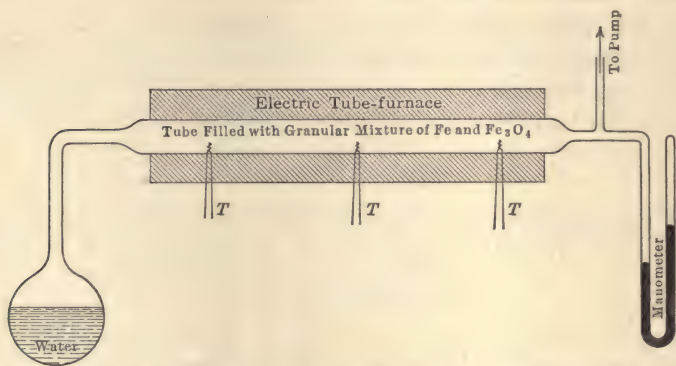 To Pump
Electric Tube-furnace
Tube Filled with Granular Mixture of Fe and Fe₃O₄
T T T
Manometer
Water